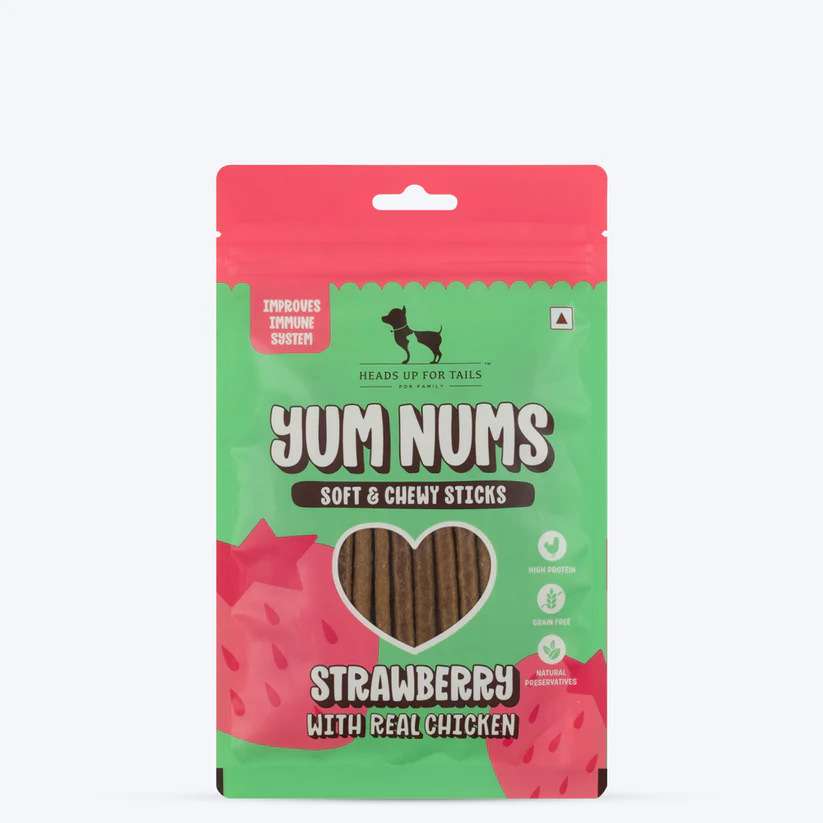 IMPROVES
IMMUNE
SYSTEM
HEADS UP FOR TAILS
FOR FAMILY
YUM NUMS
SOFT & CHEWY STICKS
HIGH PROTEIN
GRAIN FREE
NATURAL
PRESERVATIVES
STRAWBERRY
WITH REAL CHICKEN